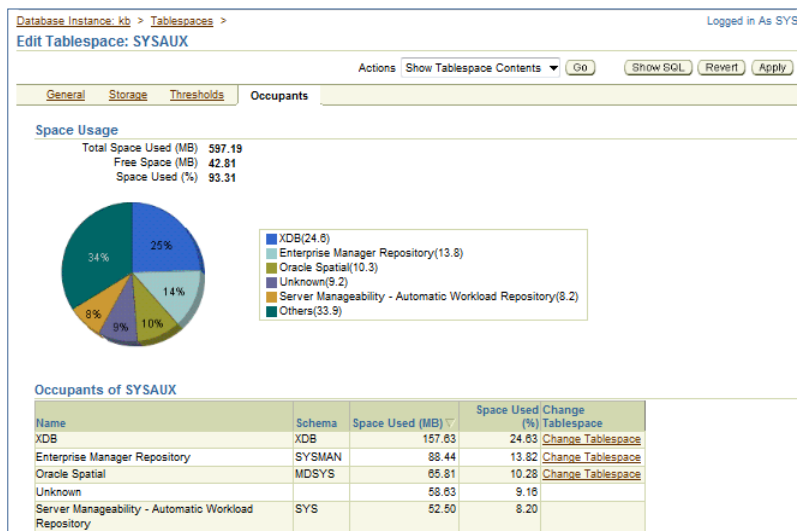 Database Instance: kb > Tablespaces >
Logged in As SYS
Edit Tablespace: SYSAUX
Actions Show Tablespace Contents Go Show SQL Revert Apply
General Storage Thresholds Occupants
Space Usage
Total Space Used (MB) 597.19
Free Space (MB) 42.81
Space Used (%) 93.31
34%
25%
14%
10%
9%
8%
XDB(24.6)
Enterprise Manager Repository(13.8)
Oracle Spatial(10.3)
Unknown(9.2)
Server Manageability - Automatic Workload Repository(8.2)
Others(33.9)
Occupants of SYSAUX
Name Schema Space Used (MB) Space Used (%) Change Tablespace
XDB XDB 157.63 24.63 Change Tablespace
Enterprise Manager Repository SYSMAN 88.44 13.82 Change Tablespace
Oracle Spatial MDSYS 65.81 10.28 Change Tablespace
Unknown 58.63 9.16
Server Manageability - Automatic Workload Repository SYS 52.50 8.20